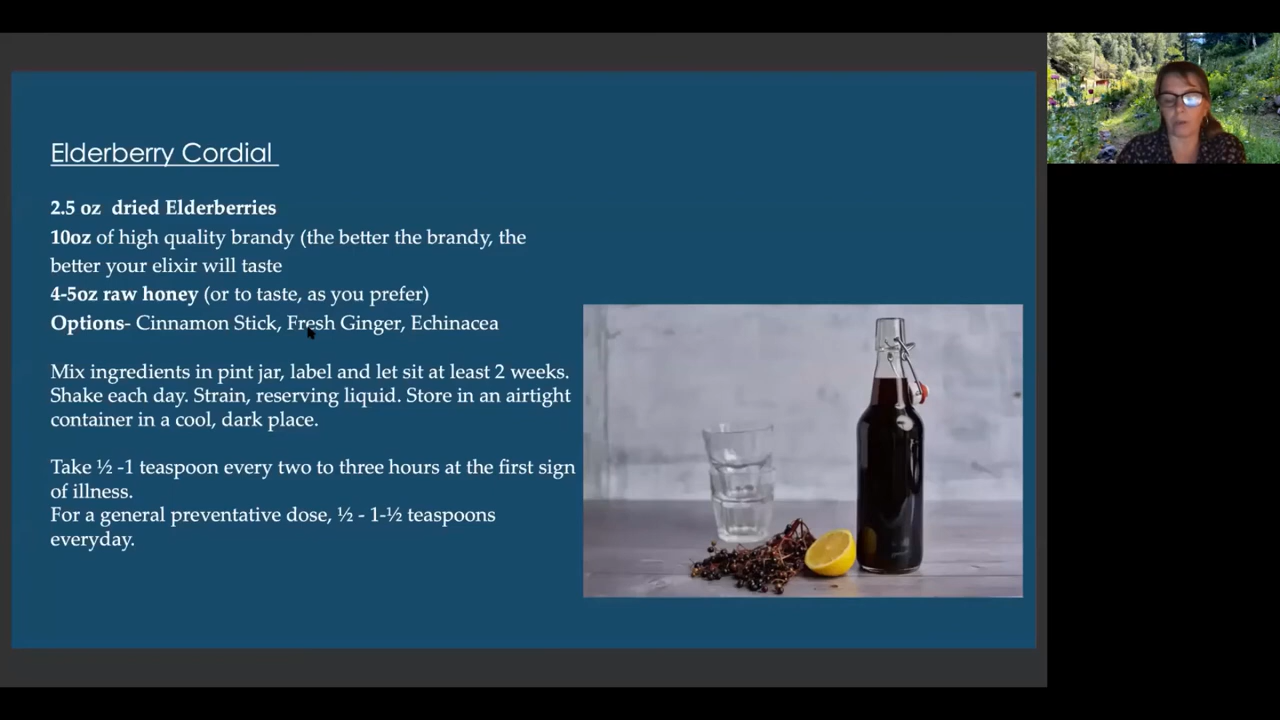 Elderberry Cordial
2.5 oz  dried Elderberries
10oz of high quality brandy (the better the brandy, the
better your elixir will taste
4-5oz raw honey (or to taste, as you prefer)
Options- Cinnamon Stick, Fresh Ginger, Echinacea
Mix ingredients in pint jar, label and let sit at least 2 weeks.
Shake each day. Strain, reserving liquid. Store in an airtight
container in a cool, dark place.
Take ½ -1 teaspoon every two to three hours at the first sign
of illness.
For a general preventative dose, ½ - 1-½ teaspoons
everyday.